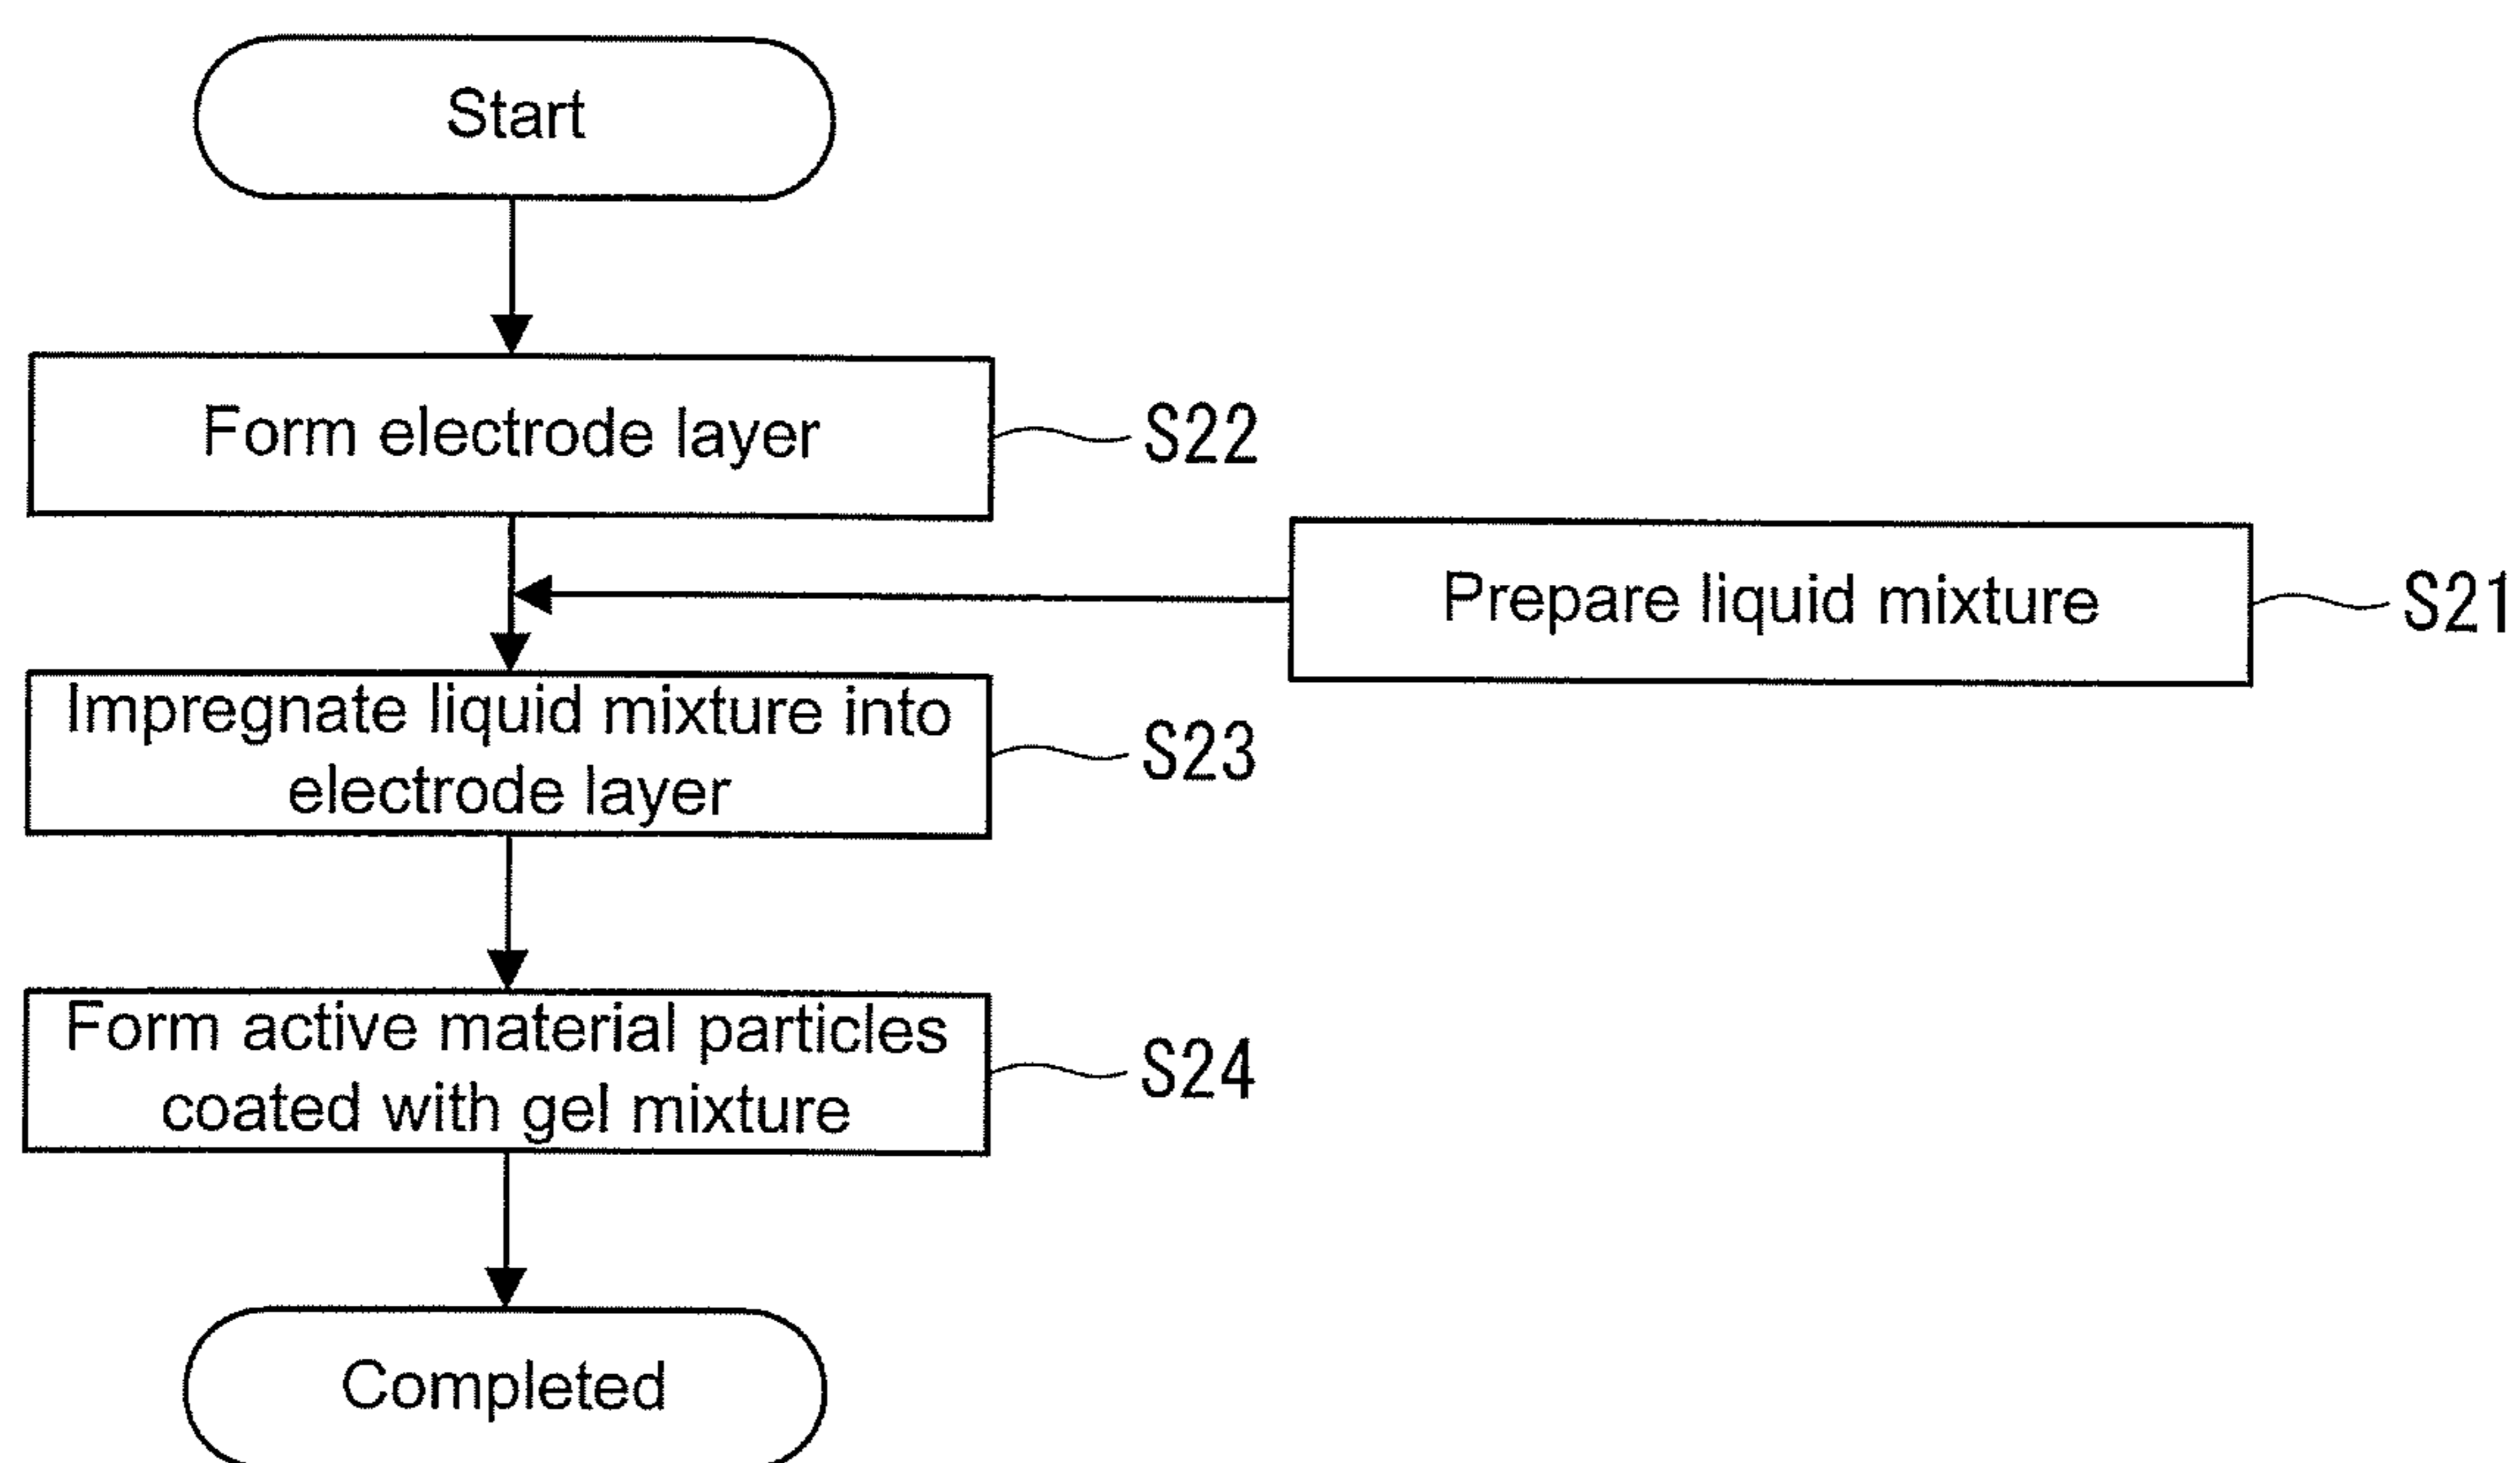 Start
Form electrode layer
S22
Prepare liquid mixture
S21
Impregnate liquid mixture into
electrode layer
S23
Form active material particles
coated with gel mixture
S24
Completed